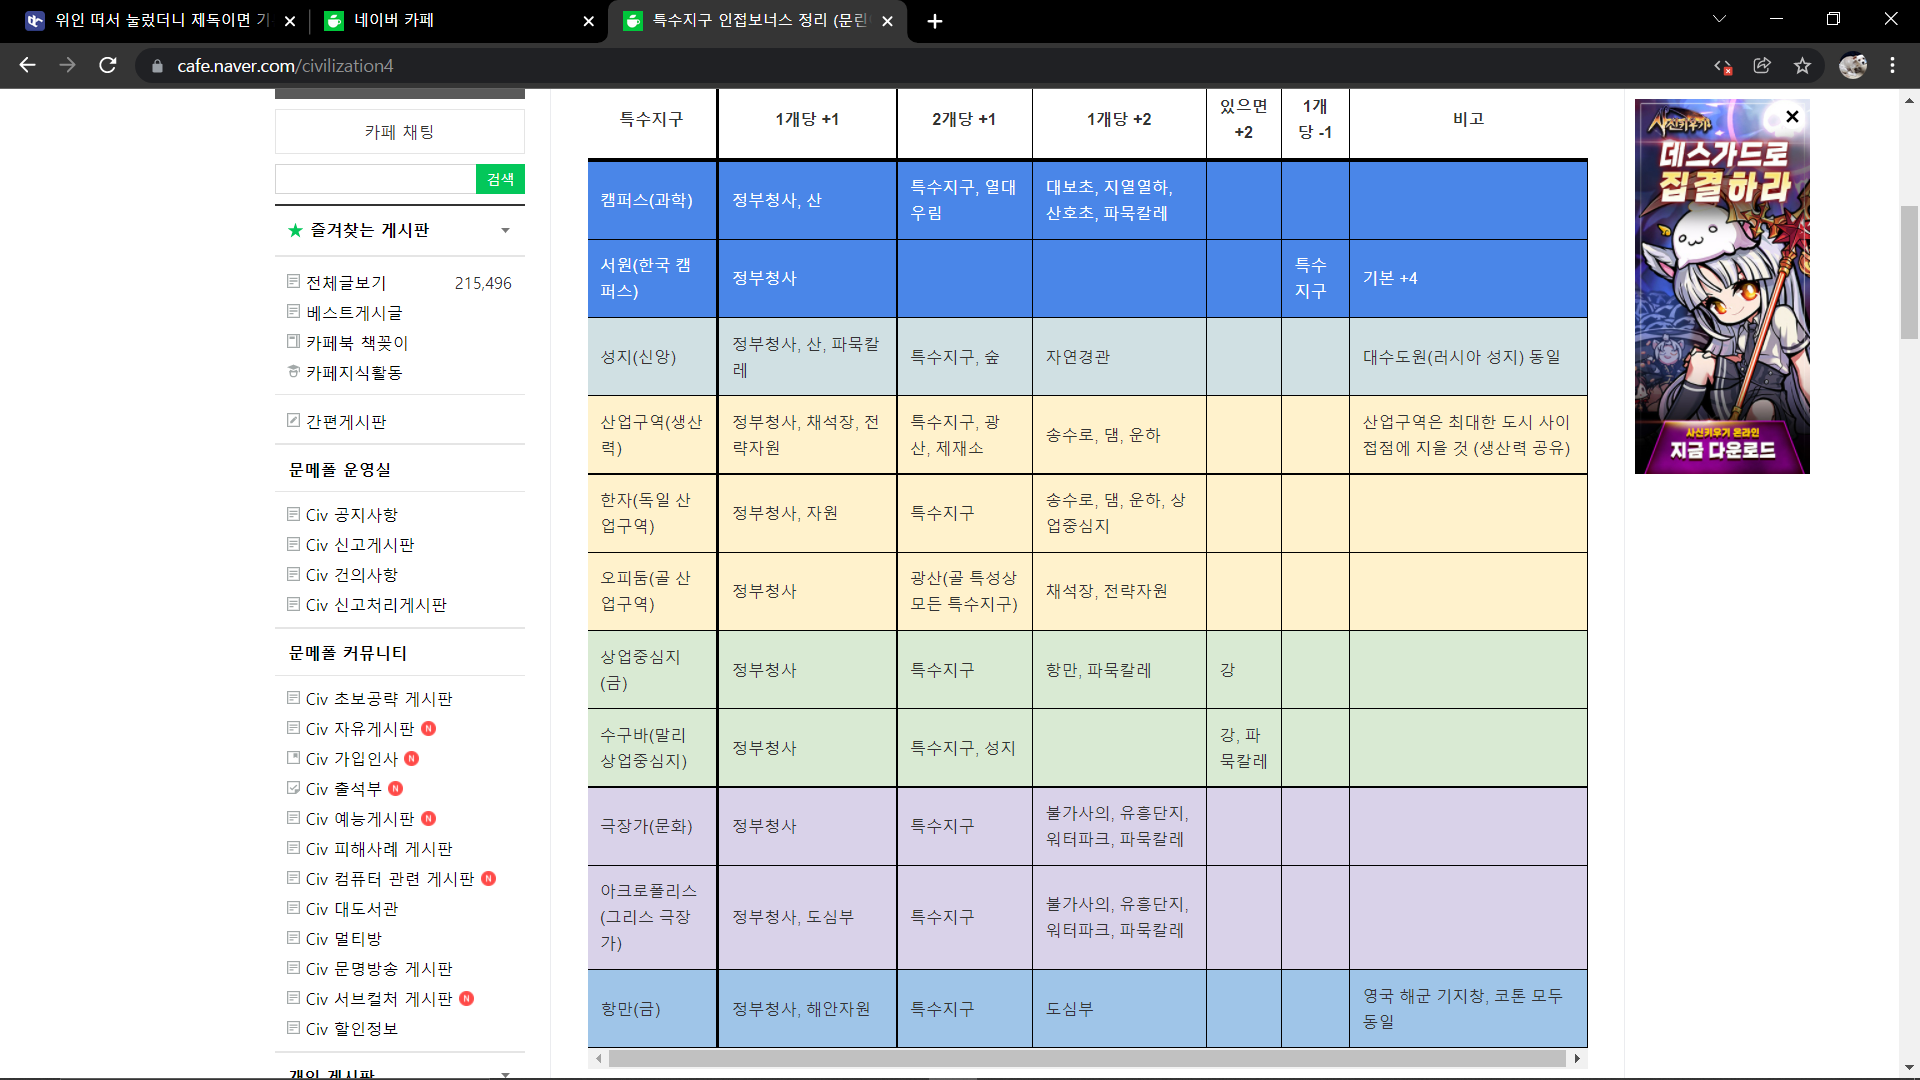 위인 떠서 눌렀더니 제독이면 기
네이버 카페
특수지구 인접보너스 정리 (문린
cafe.naver.com/civilization4
카페 채팅
검색
즐겨찾는 게시판
전체글보기 215,496
베스트게시글
카페북 책꽂이
카페지식활동
간편게시판
문메폴 운영실
Civ 공지사항
Civ 신고게시판
Civ 건의사항
Civ 신고처리게시판
문메폴 커뮤니티
Civ 초보공략 게시판
Civ 자유게시판 N
Civ 가입인사 N
Civ 출석부 N
Civ 예능게시판 N
Civ 피해사례 게시판
Civ 컴퓨터 관련 게시판 N
Civ 대도서관
Civ 멀티방
Civ 문명방송 게시판
Civ 서브컬처 게시판 N
Civ 할인정보
개인 게시판
특수지구 1개당 +1 2개당 +1 1개당 +2 있으면 +2 1개당 -1 비고
캠퍼스(과학) 정부청사, 산 특수지구, 열대우림 대보초, 지열열하, 산호초, 파묵칼레
서원(한국 캠퍼스) 정부청사 특수지구 기본 +4
성지(신앙) 정부청사, 산, 파묵칼레 특수지구, 숲 자연경관 대수도원(러시아 성지) 동일
산업구역(생산력) 정부청사, 채석장, 전략자원 특수지구, 광산, 제재소 송수로, 댐, 운하 산업구역은 최대한 도시 사이 접점에 지을 것 (생산력 공유)
한자(독일 산업구역) 정부청사, 자원 특수지구 송수로, 댐, 운하, 상업중심지
오피둠(골 산업구역) 정부청사 광산(골 특성상 모든 특수지구) 채석장, 전략자원
상업중심지(금) 정부청사 특수지구 항만, 파묵칼레 강
수구바(말리 상업중심지) 정부청사 특수지구, 성지 강, 파묵칼레
극장가(문화) 정부청사 특수지구 불가사의, 유흥단지, 워터파크, 파묵칼레
아크로폴리스(그리스 극장가) 정부청사, 도심부 특수지구 불가사의, 유흥단지, 워터파크, 파묵칼레
항만(금) 정부청사, 해안자원 특수지구 도심부 영국 해군 기지창, 코톤 모두 동일
사신키우기
데스가드로
집결하라
사신키우기 온라인
지금 다운로드